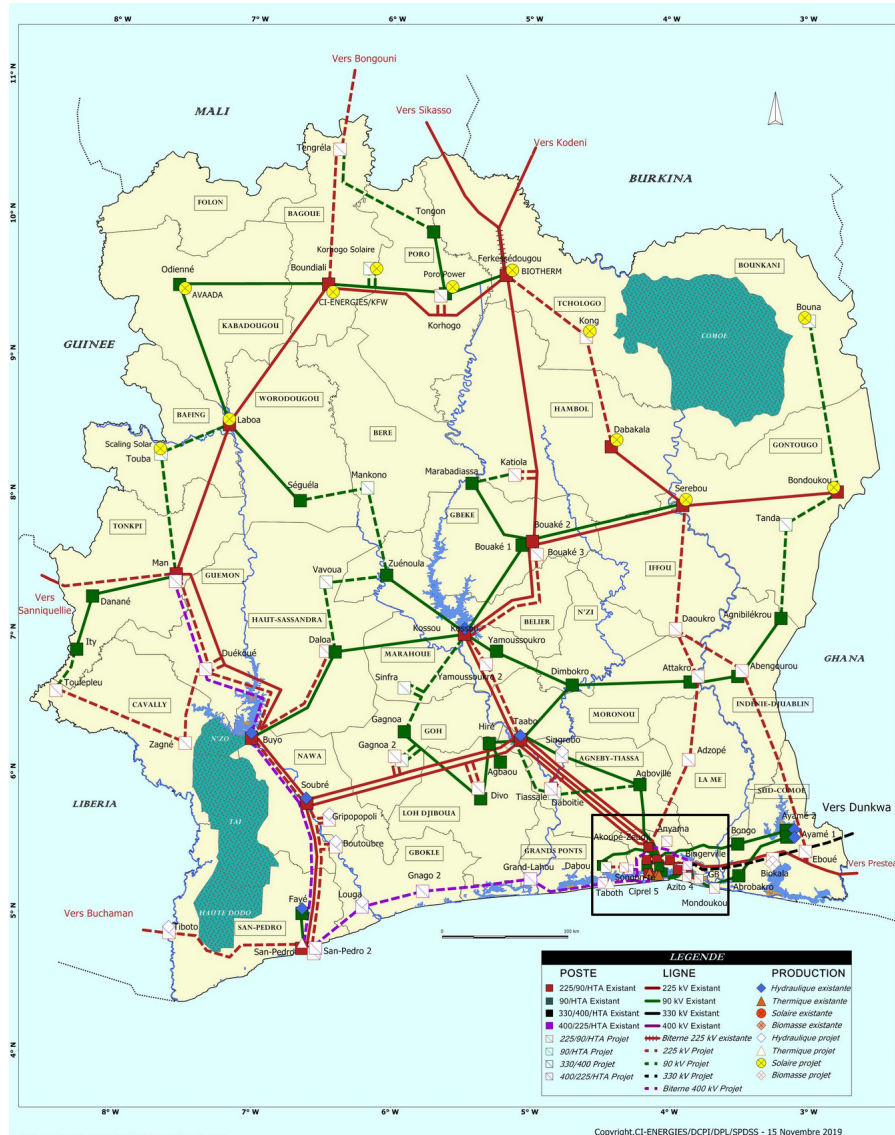 8° W
7° W
6° W
5° W
4° W
3° W
11° N
10° N
9° N
8° N
7° N
6° N
5° N
4° N
Vers Bongouni
Vers Sikasso
Vers Kodeni
MALI
BURKINA
GUINEE
LIBERIA
GHANA
Tengréla
FOLON
BAGOUE
Tongon
Korhogo Solaire
PORO
Ferkessédougou
BOUNKANI
Odienné
Boundiali
Poro Power
BIOTHERM
AVAADA
CI-ENERGIES/KFW
TCHOLOGO
Bouna
KABADOUGOU
Korhogo
Kong
COMOE
BAFING
WORODOUGOU
Laboa
HAMBOL
Scaling Solar
Touba
BERE
Dabakala
GONTOUGO
Marabadiassa
Katiola
Mankono
Séguéla
Serebou
Bondoukou
TONKPI
GBEKE
Bouaké 2
Tanda
Bouaké 1
Bouaké 3
Man
GUEMON
Vavoua
Zuénoula
IFFOU
Vers
Sanniquellie
Danané
HAUT-SASSANDRA
N'ZI
BELIER
Agnibilékrou
Ity
Daloa
Kossou
Kossou
Daoukro
Duékoué
MARAHOUE
Yamoussoukro
Toulepleu
Sinfra
Yamoussoukro 2
Dimbokro
Attakro
Abengourou
CAVALLY
Gagnoa
MORONOU
INDENIE-DJUABLIN
Zagné
N'ZO
Buyo
GOH
Hiré
Taabo
NAWA
Gagnoa 2
Singrobo
AGNEBY-TIASSA
Adzopé
Agbaou
Agboville
LA ME
Soubré
Divo
Tiassale
Daboitie
SUD-COMOE
TAI
Gripopopoli
LOH DJIBOUA
Ayamé 2
Vers Dunkwa
Boutoubre
GRANDS PONTS
Akoupe-Zeudji
Anyama
Bongo
Ayamé 1
GBOKLE
Grand-Lahou
Dabou
Bingerville
Eboué
Gnago 2
Azito 4
GB
Biokala
Vers Prestea
HAUTE DODO
Fayé
Louga
Taboth
Ciprel 5
Abrobakro
Mondoukou
Vers Buchaman
Tiboto
SAN-PEDRO
San-Pedro
San-Pedro 2
0
100 km
LEGENDE
POSTE
LIGNE
PRODUCTION
225/90/HTA Existant
225 kV Existant
Hydraulique existante
90/HTA Existant
90 kV Existant
Thermique existante
330/400/HTA Existant
330 kV Existant
Solaire existante
400/225/HTA Existant
400 kV Existant
Biomasse existante
225/90/HTA Projet
Biterne 225 kV existante
Hydraulique projet
90/HTA Projet
225 kV Projet
Thermique projet
330/400 Projet
90 kV Projet
Solaire projet
400/225/HTA Projet
330 kV Projet
Biomasse projet
Biterne 400 kV Projet
8° W
7° W
6° W
5° W
4° W
3° W
Copyright.CI-ENERGIES/DCPI/DPL/SPDSS - 15 Novembre 2019